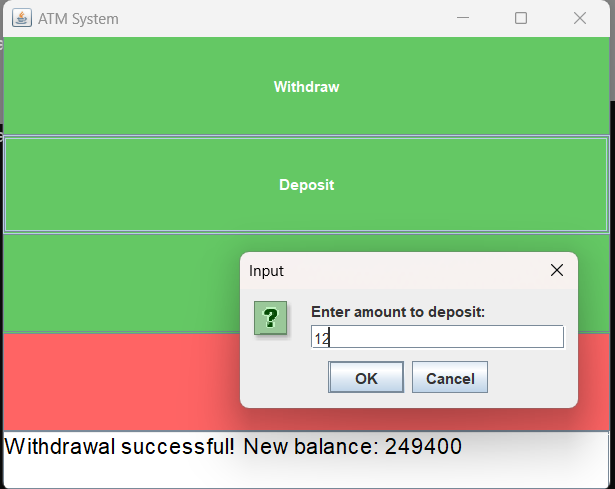 ATM System
Withdraw
Deposit
Input
?
Enter amount to deposit:
12
OK
Cancel
Withdrawal successful! New balance: 249400